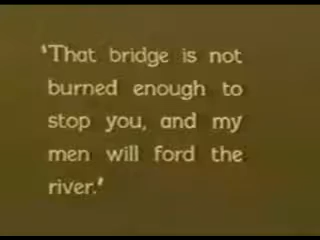 "That bridge is not
burned enough to
stop you, and my
men will ford the
river."